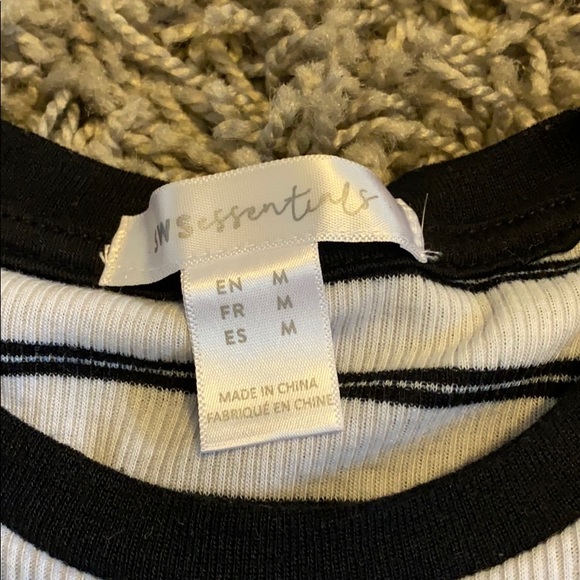 essentials
EN M
FR M
ES M
MADE IN CHINA
FABRIQUÉ EN CHINE